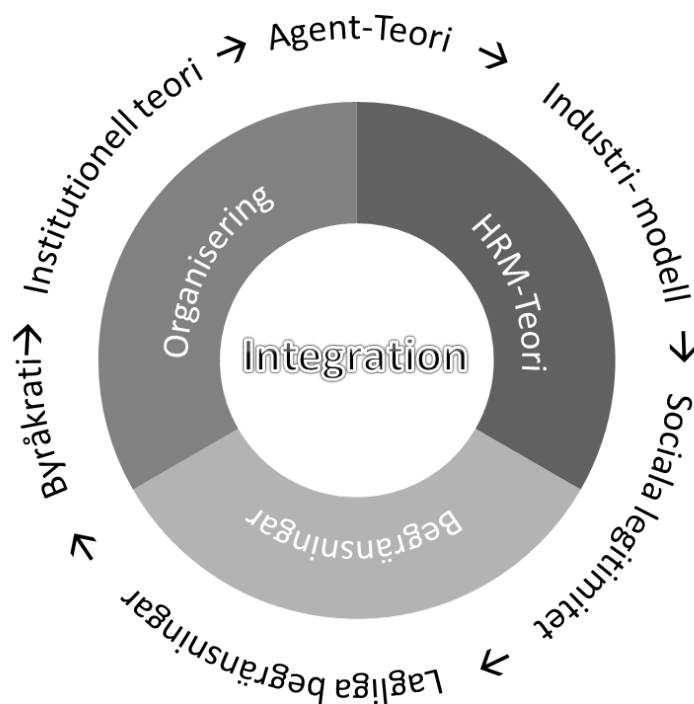 Agent-Teori
Industri-modell
Sociala legitimitet
Lagliga begränsningar
Byråkrati
Institutionell teori
Organisering
HRM-Teori
Begränsningar
Integration